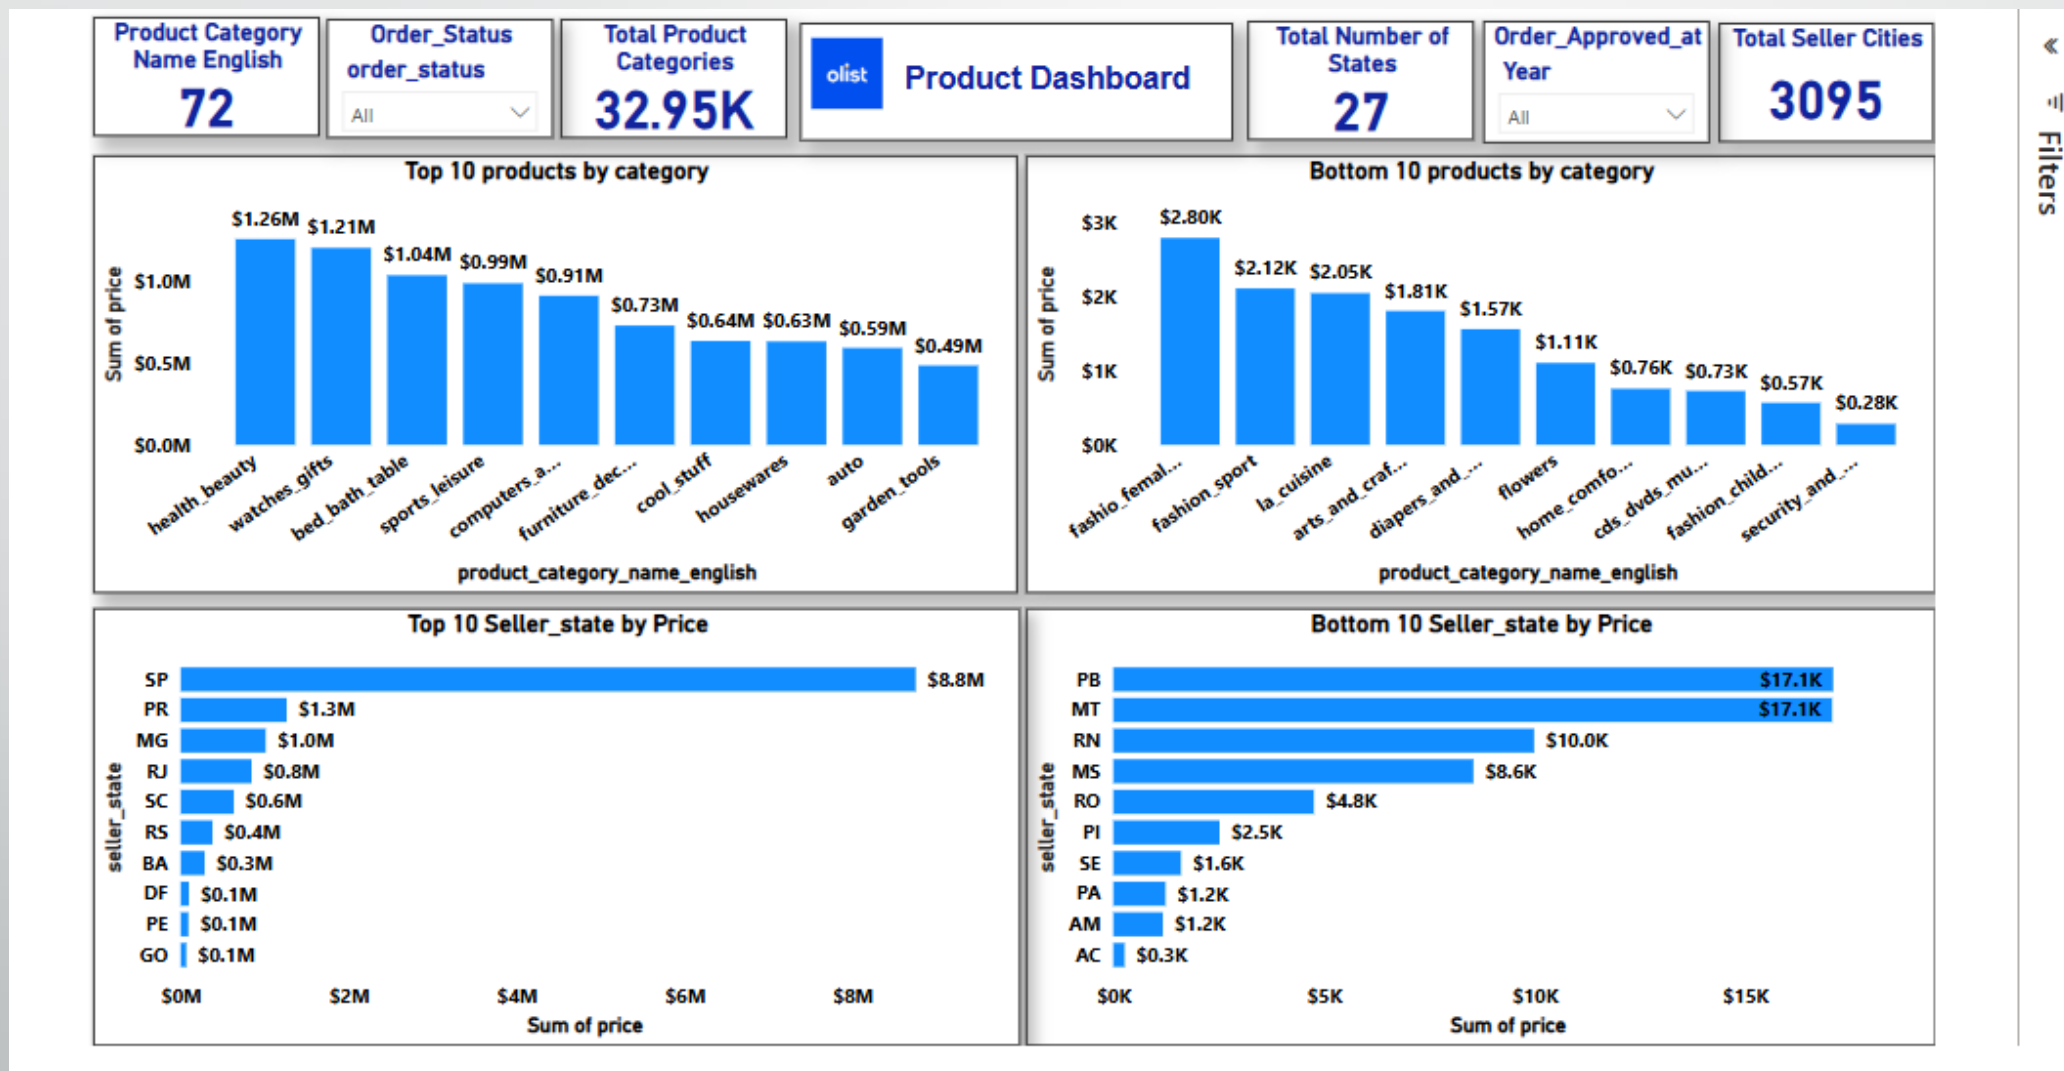 Product Category
Name English
72
Order_Status
order_status
All
Total Product
Categories
32.95K
olist
Product Dashboard
Total Number of
States
27
Order_Approved_at
Year
All
Total Seller Cities
3095
Filters
Top 10 products by category
Sum of price
$1.0M
$0.5M
$0.0M
$1.26M
$1.21M
$1.04M
$0.99M
$0.91M
$0.73M
$0.64M
$0.63M
$0.59M
$0.49M
health_beauty
watches_gifts
bed_bath_table
sports_leisure
computers_a...
furniture_dec...
cool_stuff
housewares
auto
garden_tools
product_category_name_english
Bottom 10 products by category
Sum of price
$3K
$2K
$1K
$0K
$2.80K
$2.12K
$2.05K
$1.81K
$1.57K
$1.11K
$0.76K
$0.73K
$0.57K
$0.28K
fashio_femal...
fashion_sport
la_cuisine
arts_and_craf...
diapers_and_...
flowers
home_comfo...
cds_dvds_mu...
fashion_child...
security_and_...
product_category_name_english
Top 10 Seller_state by Price
seller_state
SP $8.8M
PR $1.3M
MG $1.0M
RJ $0.8M
SC $0.6M
RS $0.4M
BA $0.3M
DF $0.1M
PE $0.1M
GO $0.1M
$0M $2M $4M $6M $8M
Sum of price
Bottom 10 Seller_state by Price
seller_state
PB $17.1K
MT $17.1K
RN $10.0K
MS $8.6K
RO $4.8K
PI $2.5K
SE $1.6K
PA $1.2K
AM $1.2K
AC $0.3K
$0K $5K $10K $15K
Sum of price